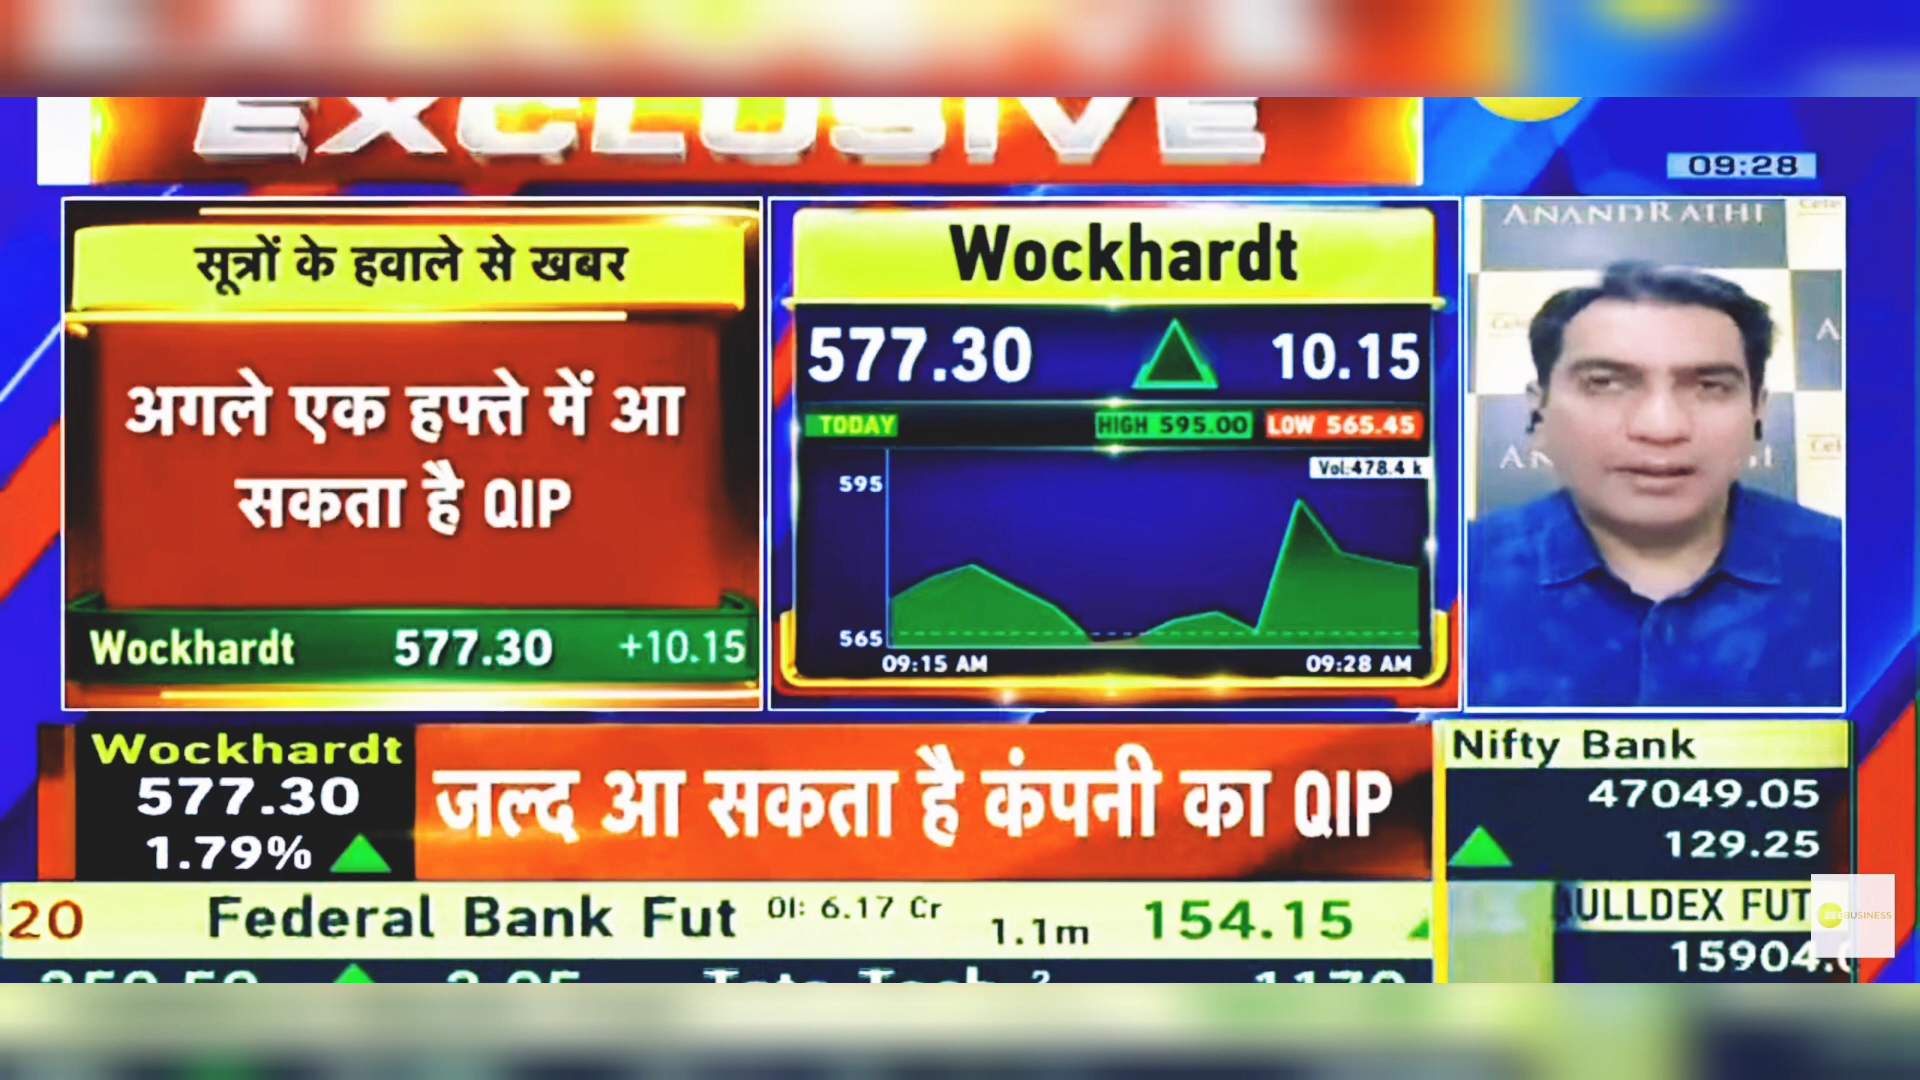 EXCLUSIVE
09:28
सूत्रों के हवाले से खबर
अगले एक हफ्ते में आ
सकता है QIP
Wockhardt 577.30 +10.15
Wockhardt
577.30 10.15
TODAY HIGH 595.00 LOW 565.45
Vol:478.4 k
595
565
09:15 AM 09:28 AM
ANANDRATHI
Wockhardt
577.30
1.79%
जल्द आ सकता है कंपनी का QIP
Nifty Bank
47049.05
129.25
20 Federal Bank Fut OI: 6.17 Cr 1.1m 154.15
ULLDEX FUT
15904.
ZEEBUSINESS